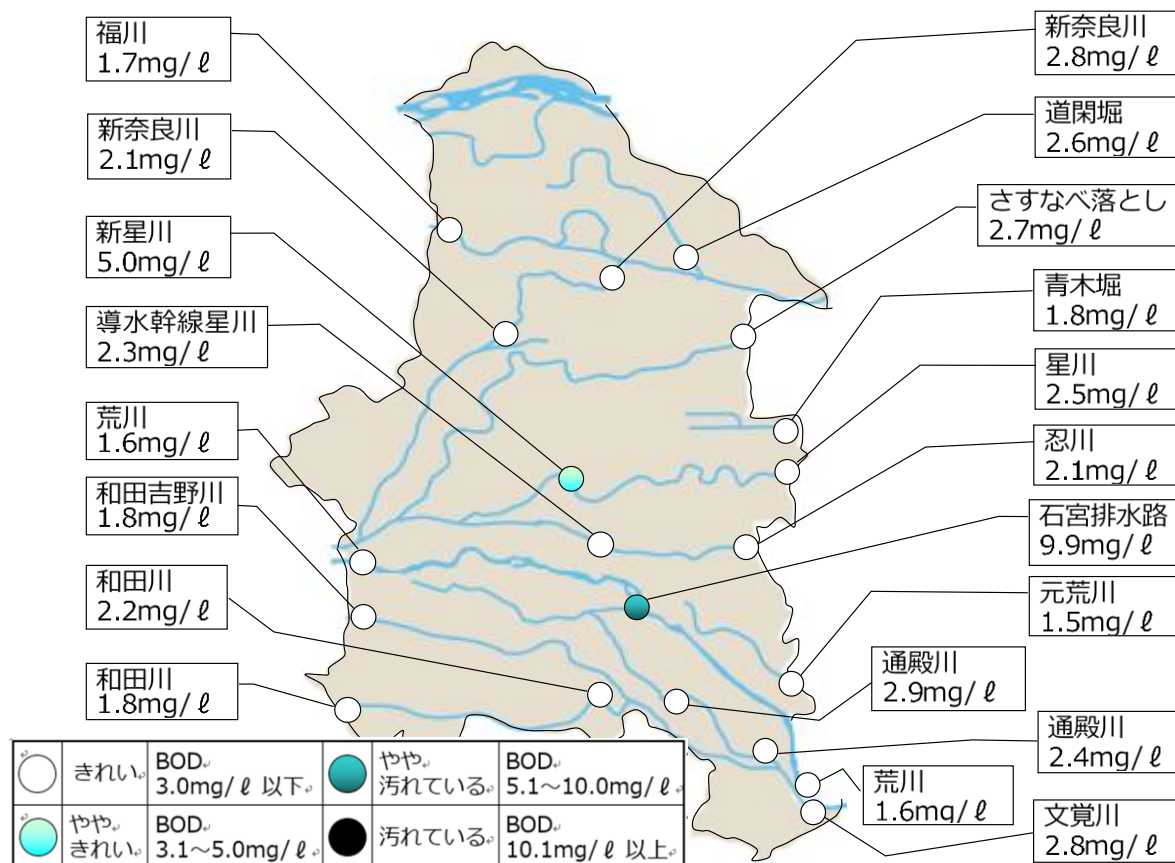 福川
1.7mg/ℓ
新奈良川
2.1mg/ℓ
新星川
5.0mg/ℓ
導水幹線星川
2.3mg/ℓ
荒川
1.6mg/ℓ
和田吉野川
1.8mg/ℓ
和田川
2.2mg/ℓ
和田川
1.8mg/ℓ
新奈良川
2.8mg/ℓ
道閑堀
2.6mg/ℓ
さすなべ落とし
2.7mg/ℓ
青木堀
1.8mg/ℓ
星川
2.5mg/ℓ
忍川
2.1mg/ℓ
石宮排水路
9.9mg/ℓ
元荒川
1.5mg/ℓ
通殿川
2.9mg/ℓ
通殿川
2.4mg/ℓ
荒川
1.6mg/ℓ
文覚川
2.8mg/ℓ
きれい
BOD
3.0mg/ℓ 以下
やや
汚れている
BOD
5.1～10.0mg/ℓ
やや
きれい
BOD
3.1～5.0mg/ℓ
汚れている
BOD
10.1mg/ℓ 以上